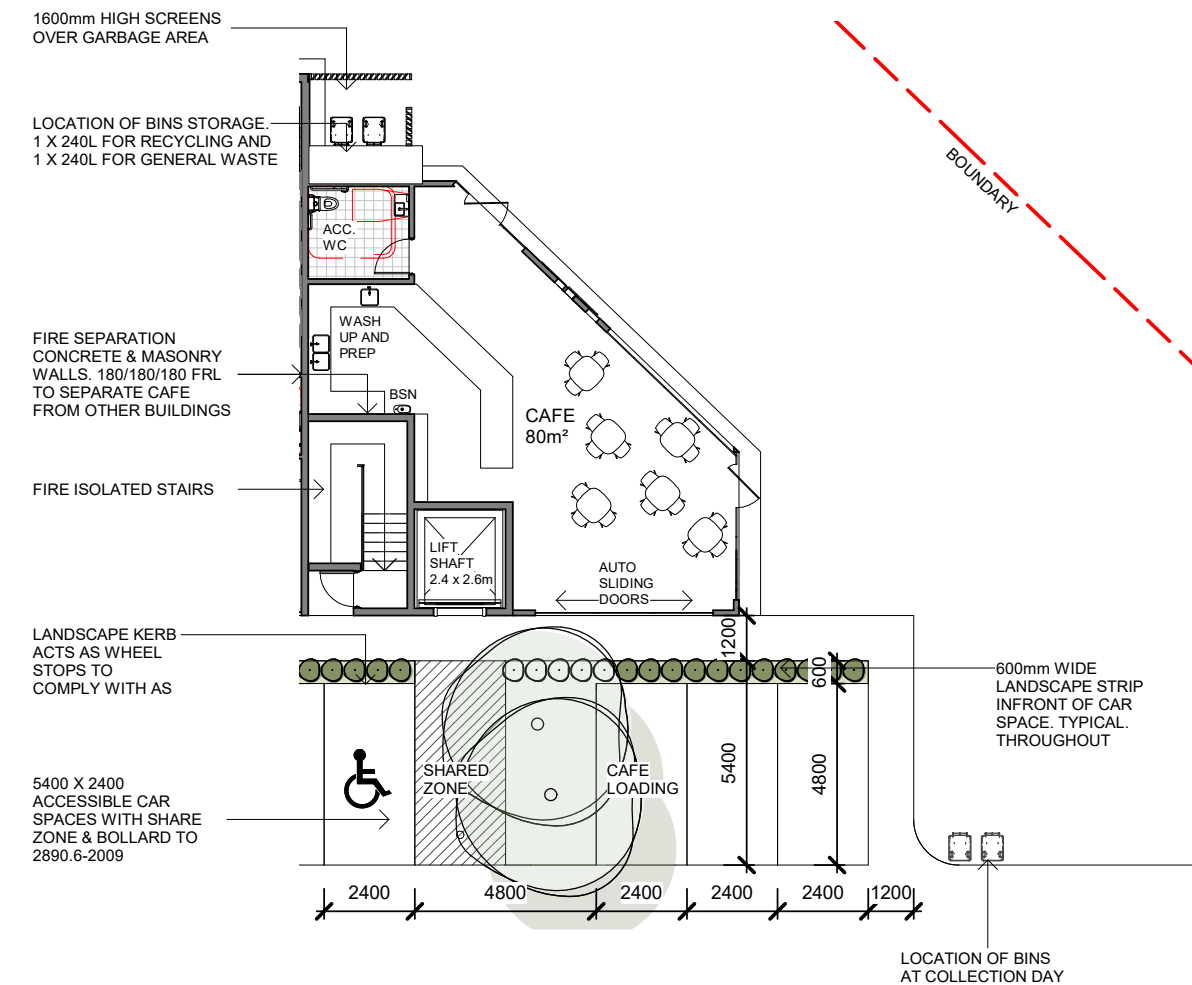 1600mm HIGH SCREENS
OVER GARBAGE AREA
LOCATION OF BINS STORAGE.
1 X 240L FOR RECYCLING AND
1 X 240L FOR GENERAL WASTE
BOUNDARY
ACC.
WC
WASH
UP AND
PREP
FIRE SEPARATION
CONCRETE & MASONRY
WALLS. 180/180/180 FRL
TO SEPARATE CAFE
FROM OTHER BUILDINGS
BSN
CAFE
80m²
FIRE ISOLATED STAIRS
LIFT
SHAFT
2.4 x 2.6m
AUTO
SLIDING
DOORS
LANDSCAPE KERB
ACTS AS WHEEL
STOPS TO
COMPLY WITH AS
1200
600
600mm WIDE
LANDSCAPE STRIP
INFRONT OF CAR
SPACE. TYPICAL.
THROUGHOUT
5400 X 2400
ACCESSIBLE CAR
SPACES WITH SHARE
ZONE & BOLLARD TO
2890.6-2009
SHARED
ZONE
CAFE
LOADING
5400
4800
2400
4800
2400
2400
2400
1200
LOCATION OF BINS
AT COLLECTION DAY